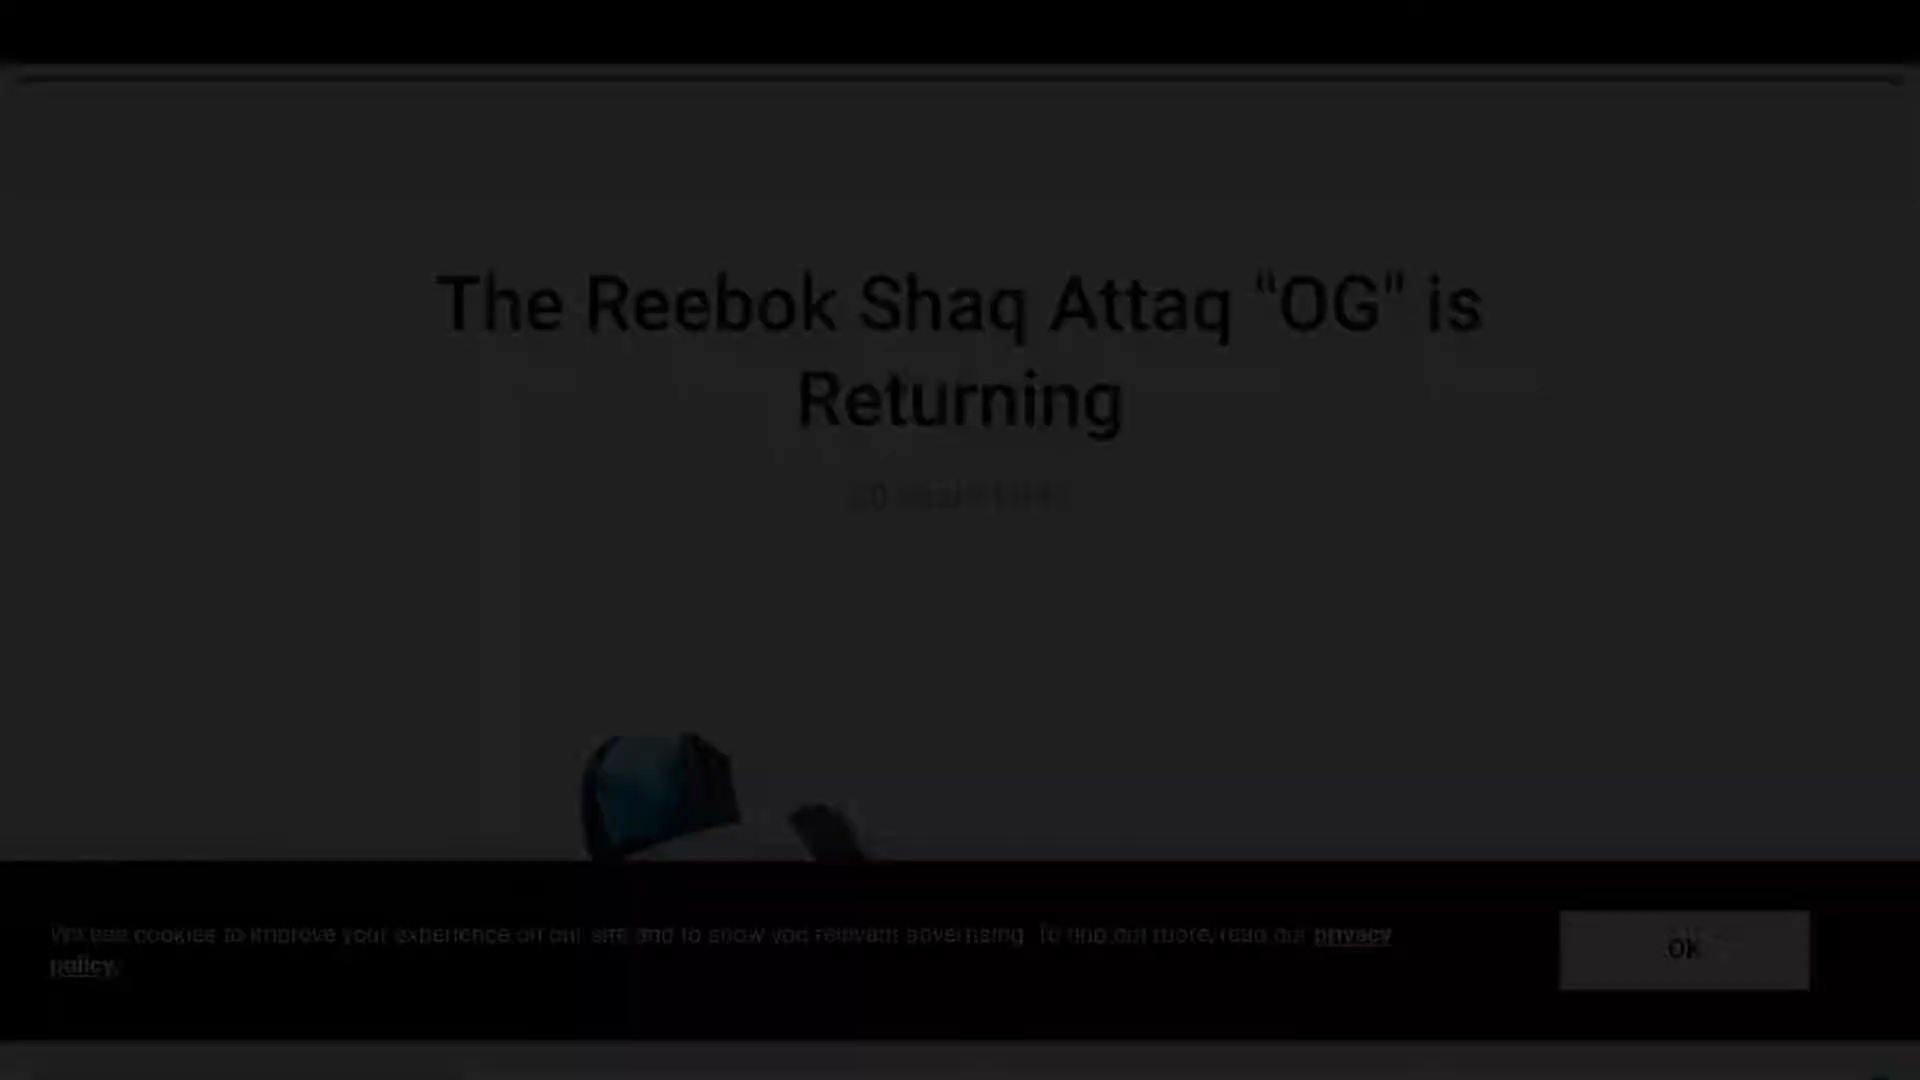 The Reebok Shaq Attaq "OG" is
Returning
We use cookies to improve your experience on our site and to show you relevant advertising. To find out more, read our privacy
policy.
OK